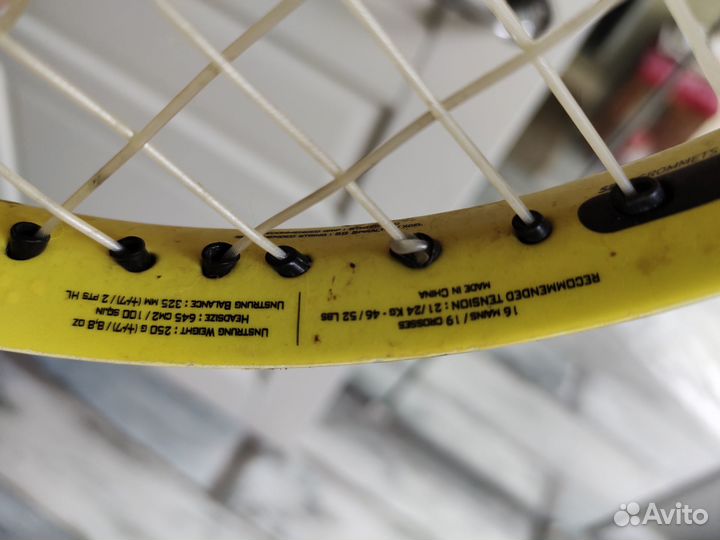 UNSTRUNG WEIGHT : 250 G (+/-7) / 8.8 OZ
HEADSIZE : 645 CM2 / 100 SQ.IN
UNSTRUNG BALANCE : 325 MM (+/-7) / 2 PTS HL
16 MAINS / 19 CROSSES
RECOMMENDED TENSION : 21/24 KG - 46/52 LBS
MADE IN CHINA
GROMMETS
Avito